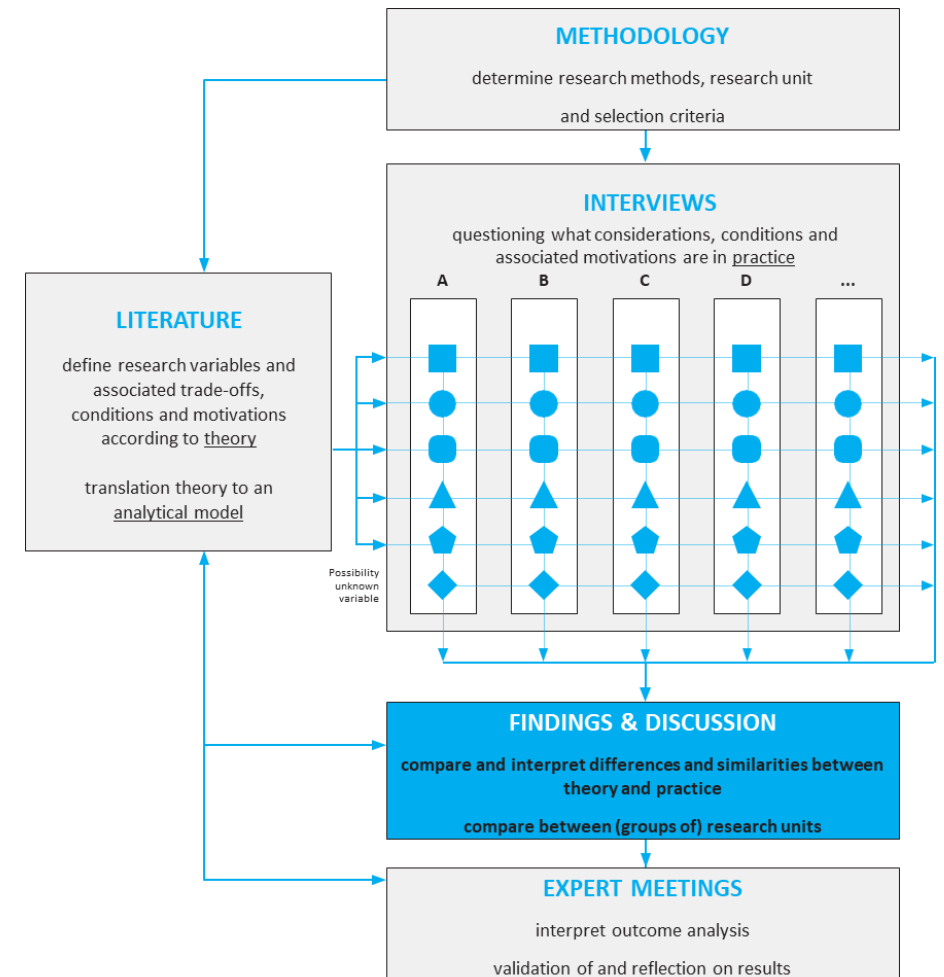 METHODOLOGY
determine research methods, research unit
and selection criteria
INTERVIEWS
questioning what considerations, conditions and
associated motivations are in practice
A B C D ...
LITERATURE
define research variables and
associated trade-offs,
conditions and motivations
according to theory
translation theory to an
analytical model
Possibility
unknown
variable
FINDINGS & DISCUSSION
compare and interpret differences and similarities between
theory and practice
compare between (groups of) research units
EXPERT MEETINGS
interpret outcome analysis
validation of and reflection on results